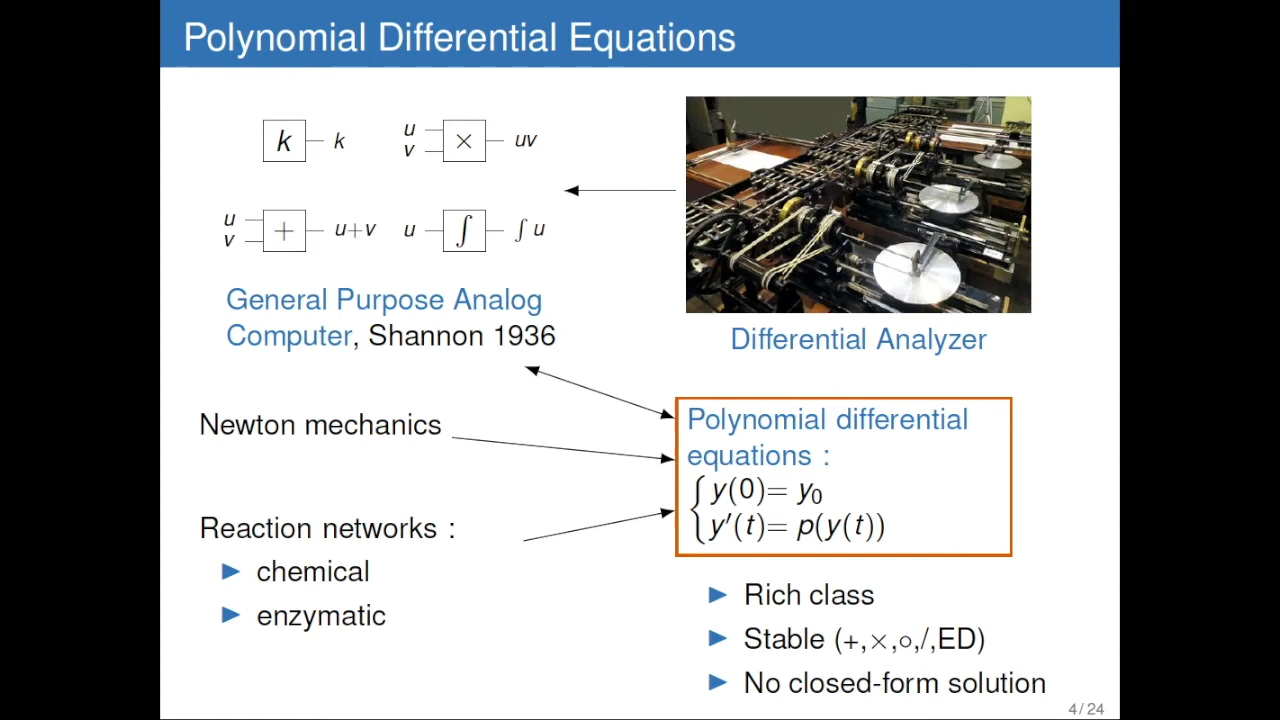 Polynomial Differential Equations
k k
u v × uv
u v + u+v
u ∫ ∫ u
General Purpose Analog
Computer, Shannon 1936
Differential Analyzer
Newton mechanics
Reaction networks :
▶ chemical
▶ enzymatic
Polynomial differential
equations :
{ y(0)= y₀
y′(t)= p(y(t))
▶ Rich class
▶ Stable (+,×,∘,/,ED)
▶ No closed-form solution
4 / 24